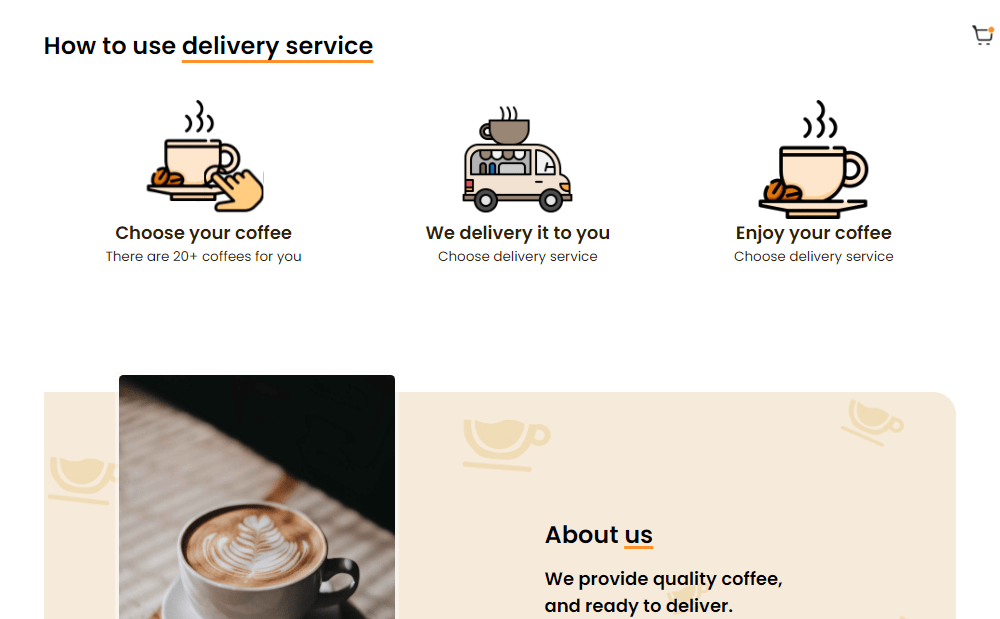 How to use delivery service
Choose your coffee
There are 20+ coffees for you
We delivery it to you
Choose delivery service
Enjoy your coffee
Choose delivery service
About us
We provide quality coffee,
and ready to deliver.